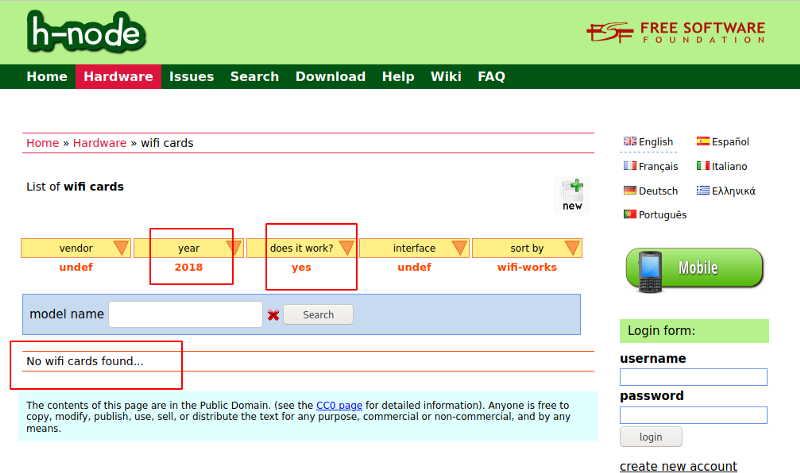 h-node
FREE SOFTWARE
FOUNDATION
Home Hardware Issues Search Download Help Wiki FAQ
Home » Hardware » wifi cards
List of wifi cards
new
vendor year does it work? interface sort by
undef 2018 yes undef wifi-works
model name Search
No wifi cards found...
The contents of this page are in the Public Domain. (see the CC0 page for detailed information). Anyone is free to
copy, modify, publish, use, sell, or distribute the text for any purpose, commercial or non-commercial, and by any
means.
English Español
Français Italiano
Deutsch Ελληνικά
Português
Mobile
Login form:
username
password
login
create new account